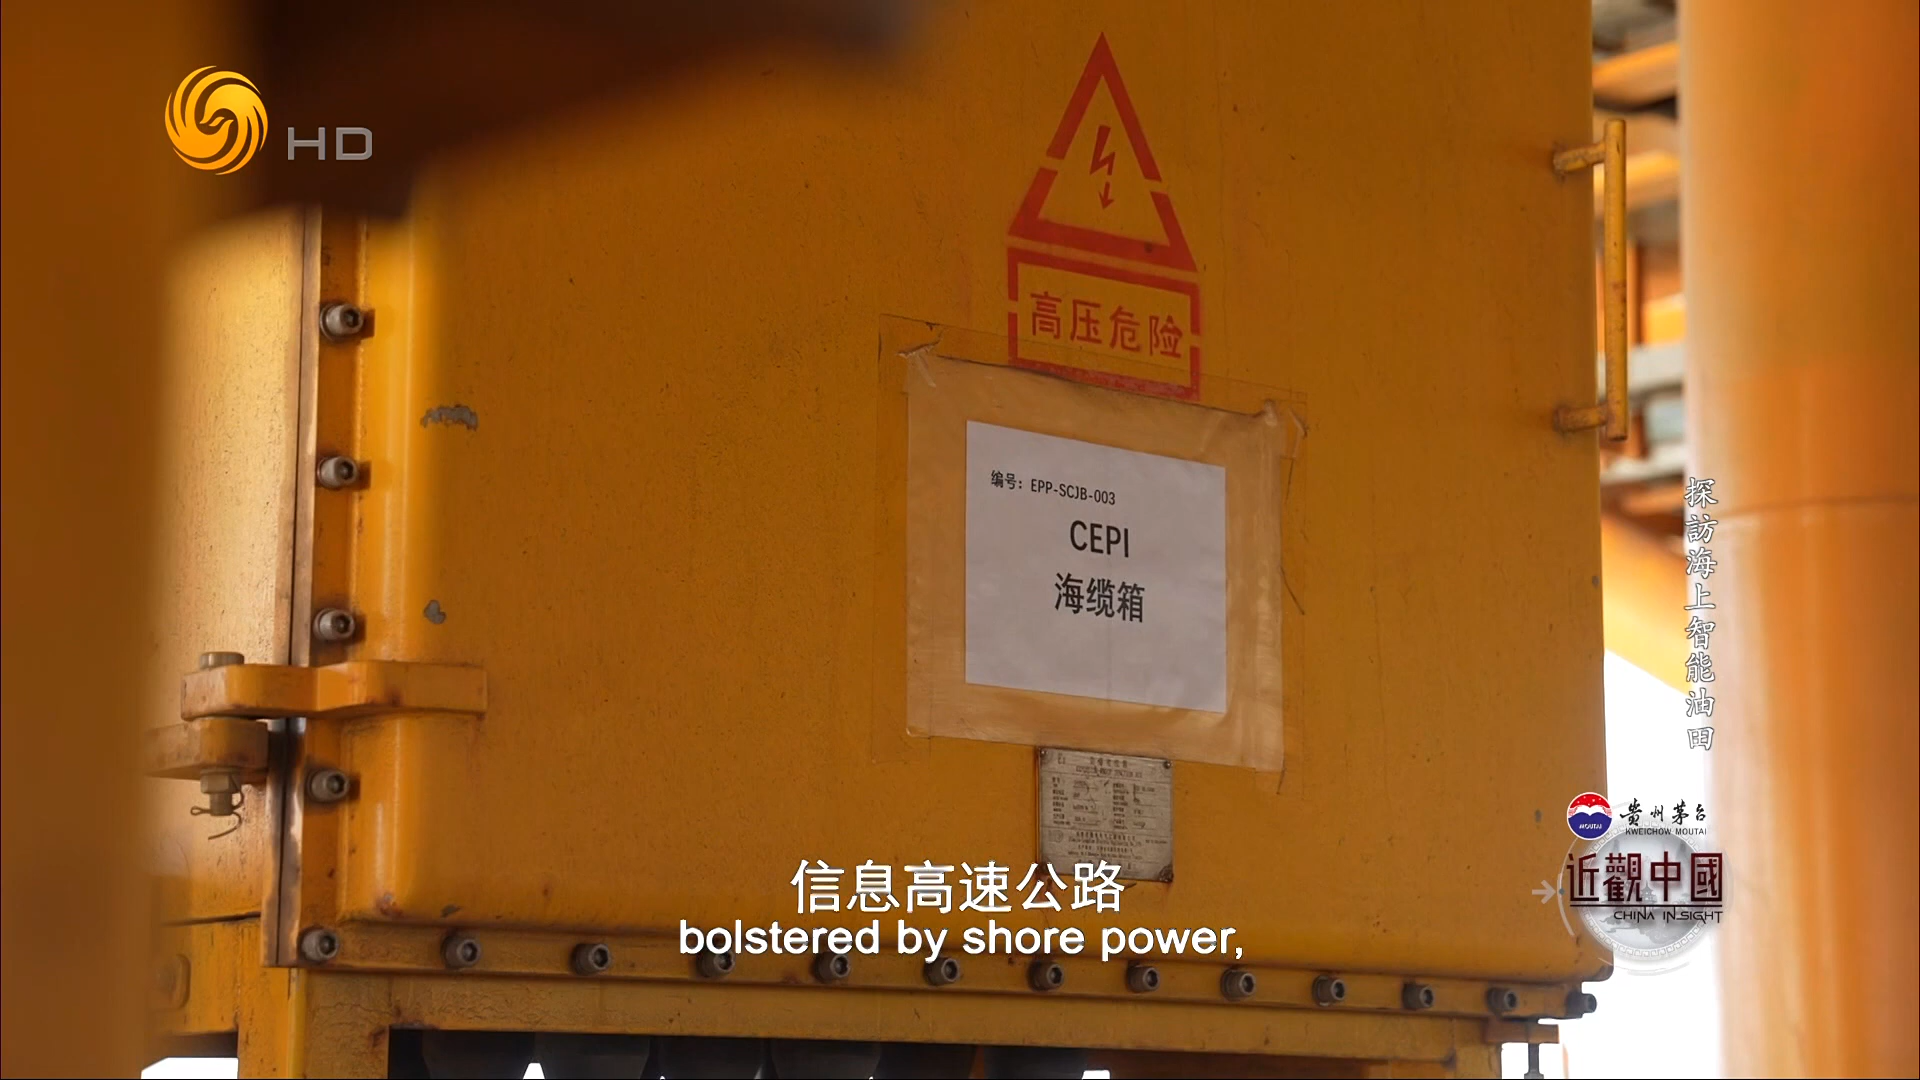 HD
高压危险
编号：EPP-SCJB-003
CEPI
海缆箱
探訪海上智能油田
MOUTAI
贵州茅台
KWEICHOW MOUTAI
近觀中國
CHINA INSIGHT
信息高速公路
bolstered by shore power,